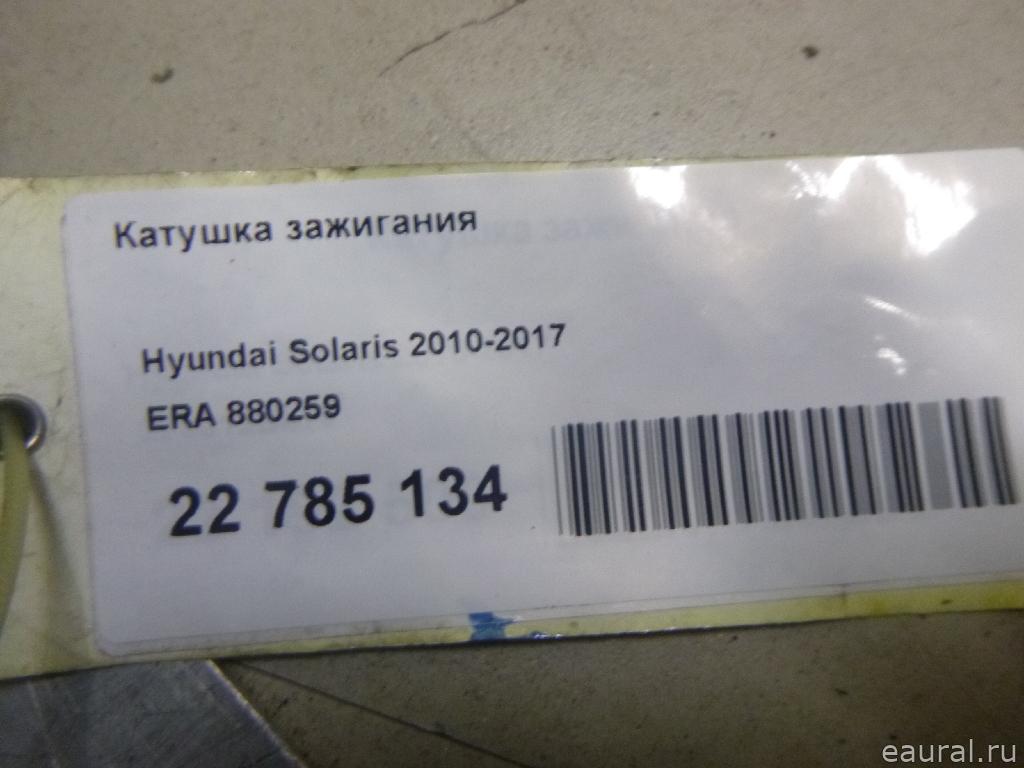 Катушка зажигания
Hyundai Solaris 2010-2017
ERA 880259
22 785 134
eaural.ru